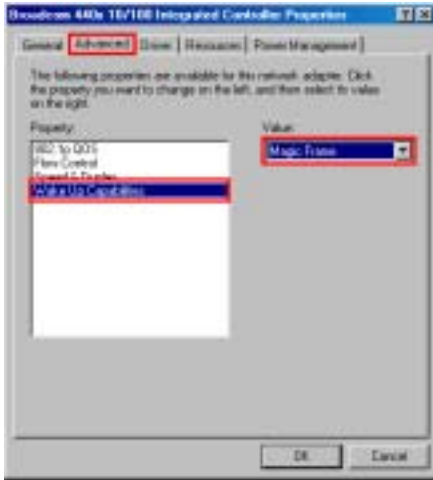 Broadcom 440x 10/100 Integrated Controller Properties
General Advanced Driver Resources Power Management
The following properties are available for this network adapter. Click
the property you want to change on the left, and then select its value
on the right.
Property:
Value:
802.1p QOS
Flow Control
Speed & Duplex
Wake Up Capabilities
Magic Frame
OK Cancel